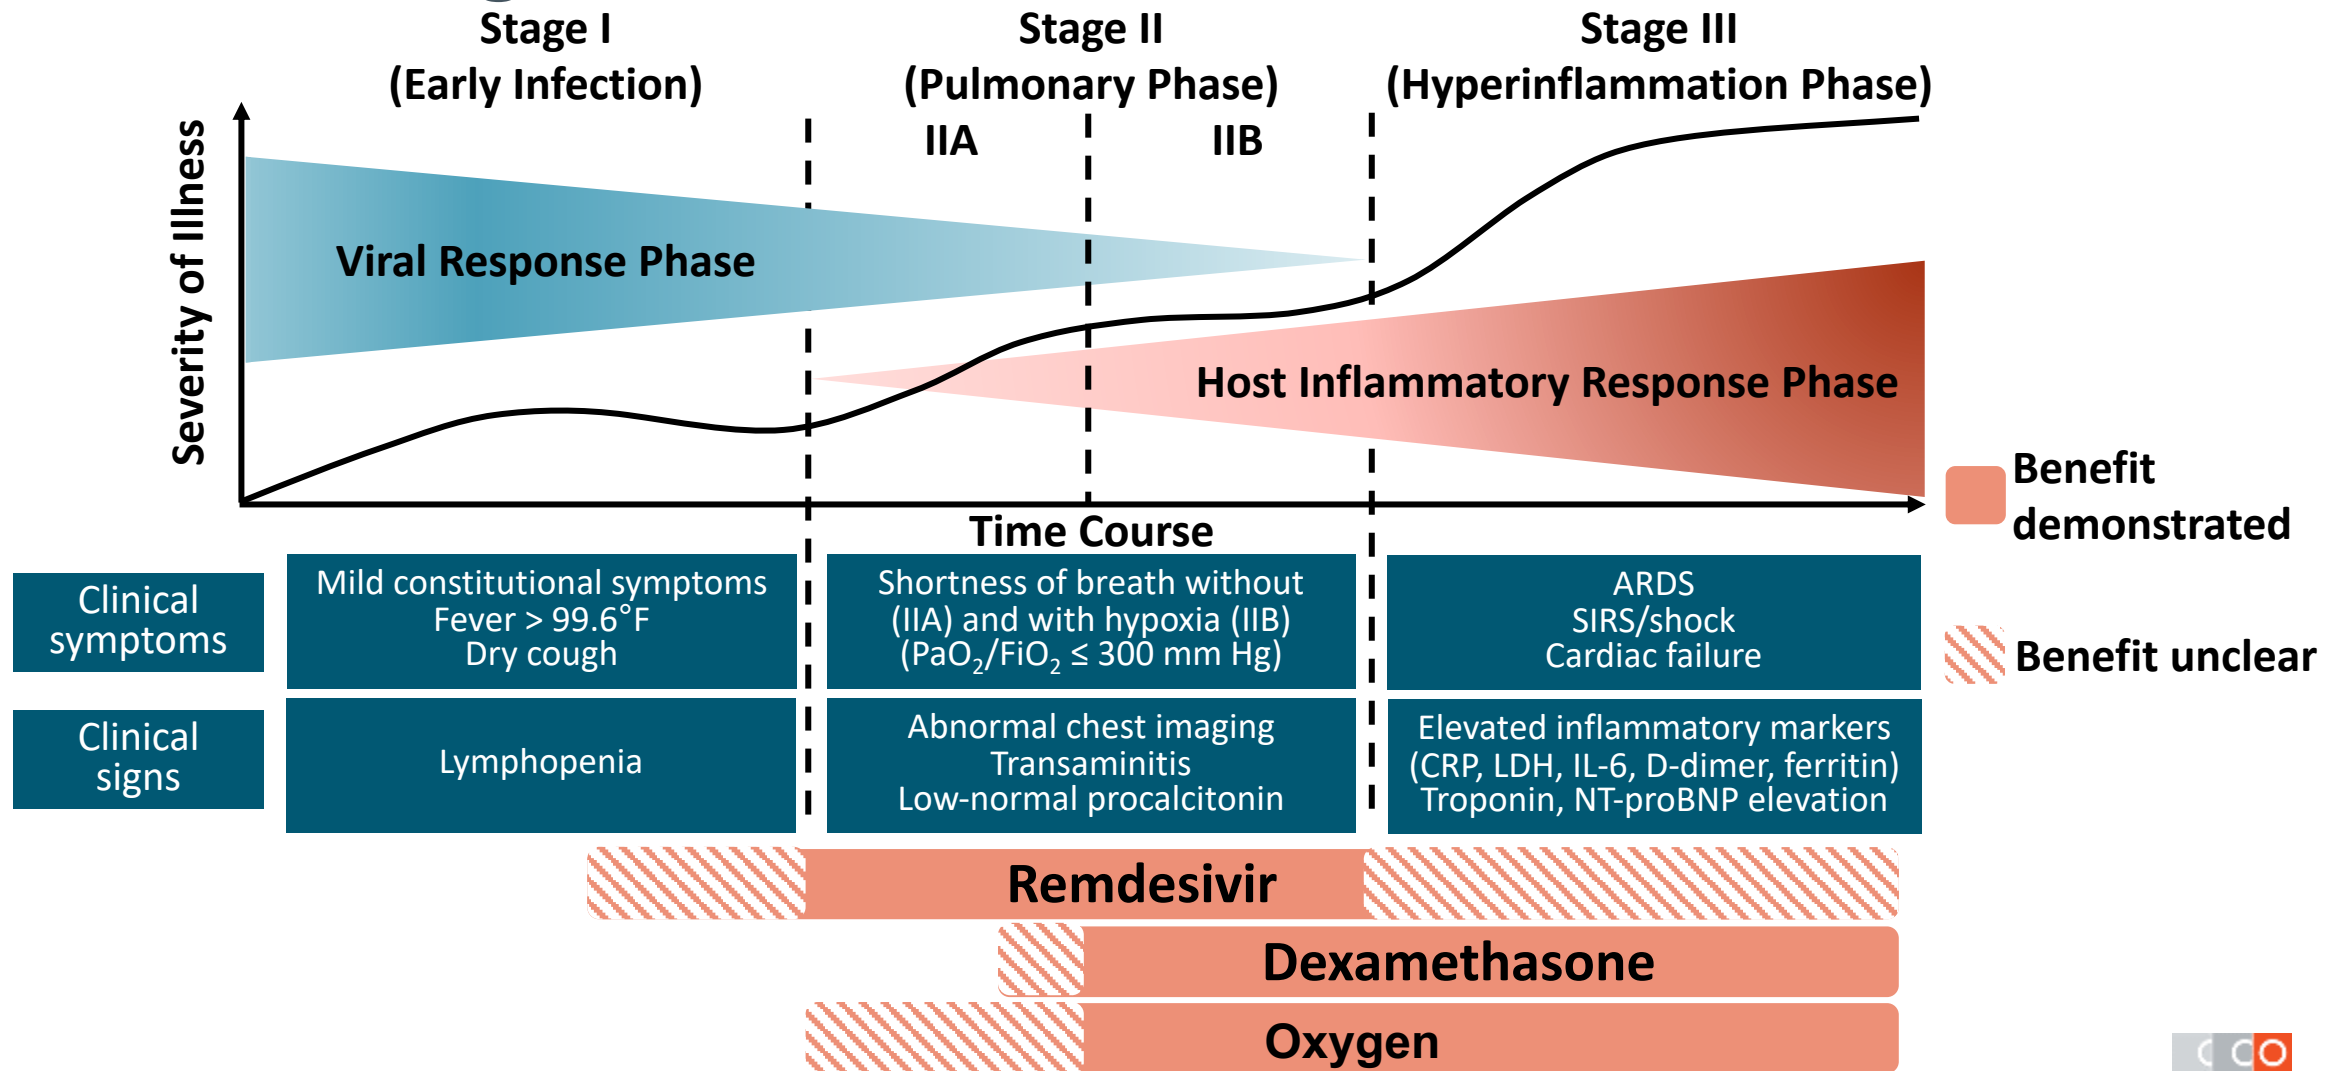 Stage I
(Early Infection)
Stage II
(Pulmonary Phase)
Stage III
(Hyperinflammation Phase)
IIA
IIB
Severity of Illness
Viral Response Phase
Host Inflammatory Response Phase
Time Course
Benefit
demonstrated
Benefit unclear
Clinical
symptoms
Mild constitutional symptoms
Fever > 99.6°F
Dry cough
Shortness of breath without
(IIA) and with hypoxia (IIB)
(PaO₂/FiO₂ ≤ 300 mm Hg)
ARDS
SIRS/shock
Cardiac failure
Clinical
signs
Lymphopenia
Abnormal chest imaging
Transaminitis
Low-normal procalcitonin
Elevated inflammatory markers
(CRP, LDH, IL-6, D-dimer, ferritin)
Troponin, NT-proBNP elevation
Remdesivir
Dexamethasone
Oxygen
CCO